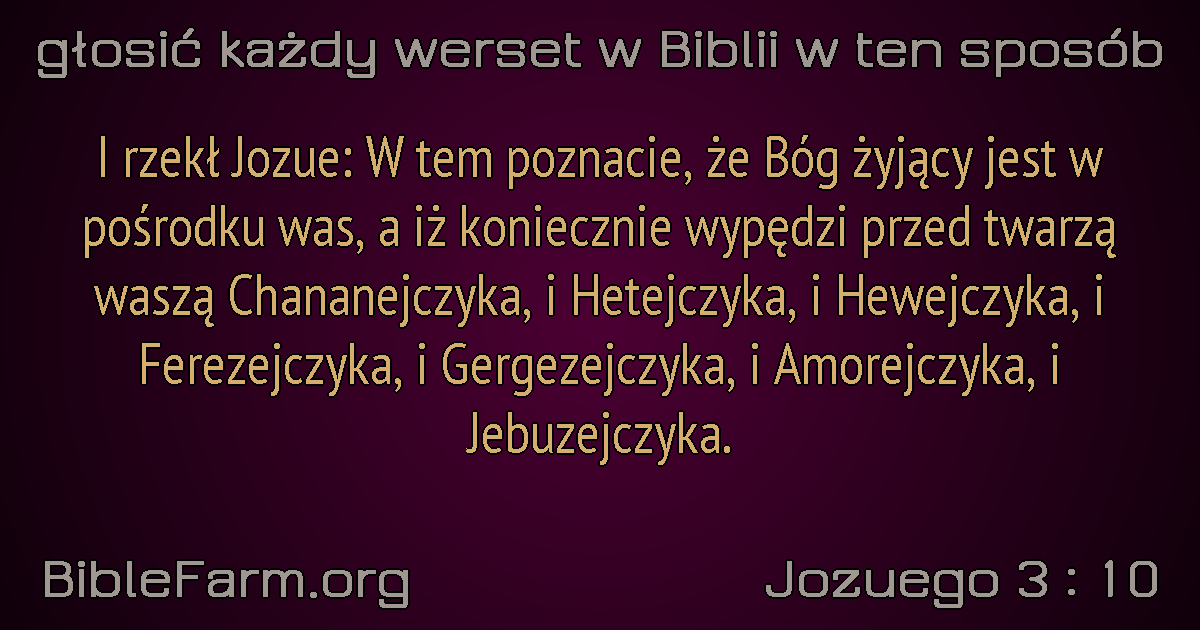 głosić każdy werset w Biblii w ten sposób
I rzekł Jozue: W tem poznacie, że Bóg żyjący jest w
pośrodku was, a iż koniecznie wypędzi przed twarzą
waszą Chananejczyka, i Hetejczyka, i Hewejczyka, i
Ferezejczyka, i Gergezejczyka, i Amorejczyka, i
Jebuzejczyka.
BibleFarm.org
Jozuego 3 : 10